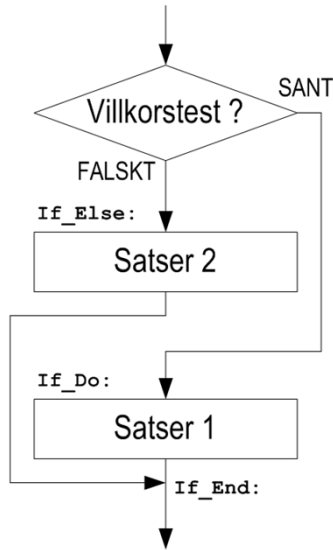 SANT
Villkorstest ?
FALSKT
If_Else:
Satser 2
If_Do:
Satser 1
If_End: